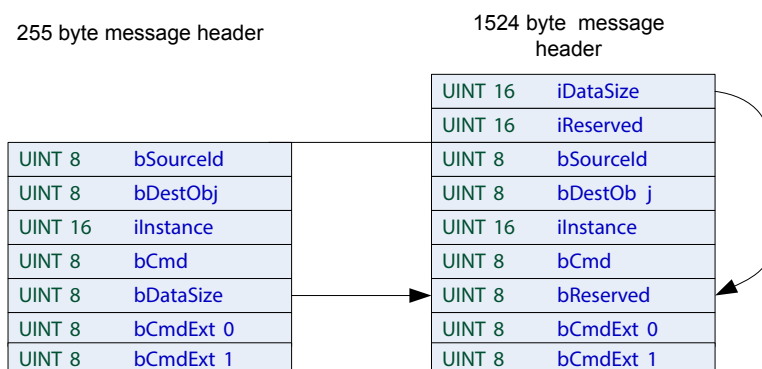 255 byte message header
1524 byte message
header
UINT 16 iDataSize
UINT 16 iReserved
UINT 8 bSourceId
UINT 8 bDestObj
UINT 16 iInstance
UINT 8 bCmd
UINT 8 bDataSize
UINT 8 bCmdExt 0
UINT 8 bCmdExt 1
UINT 8 bSourceId
UINT 8 bDestOb j
UINT 16 iInstance
UINT 8 bCmd
UINT 8 bReserved
UINT 8 bCmdExt 0
UINT 8 bCmdExt 1